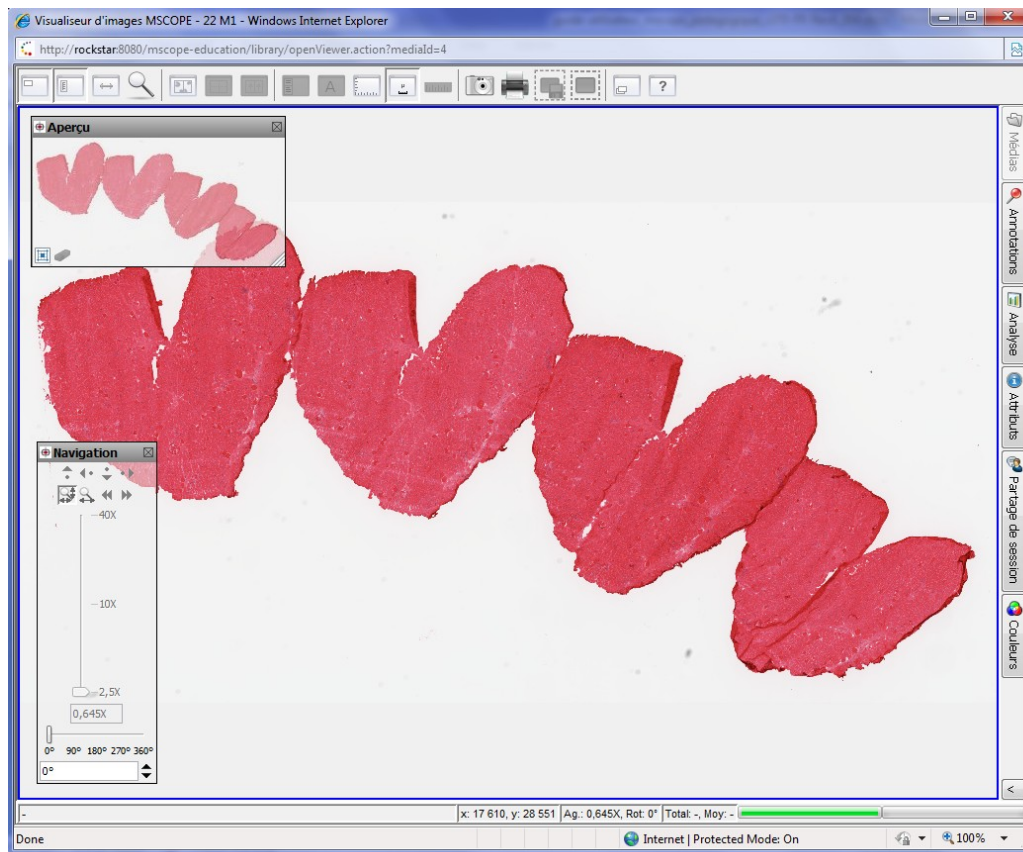 Visualiseur d'images MSCOPE - 22 M1 - Windows Internet Explorer
http://rockstar:8080/mscope-education/library/openViewer.action?mediaId=4
A
?
Aperçu
Médias
Annotations
Analyse
Attributs
Partage de session
Couleurs
Navigation
40X
10X
2,5X
0,645X
0° 90° 180° 270° 360°
0°
<
- x: 17 610, y: 28 551 Ag.: 0,645X, Rot: 0° Total: -, Moy: -
Done Internet | Protected Mode: On 100%